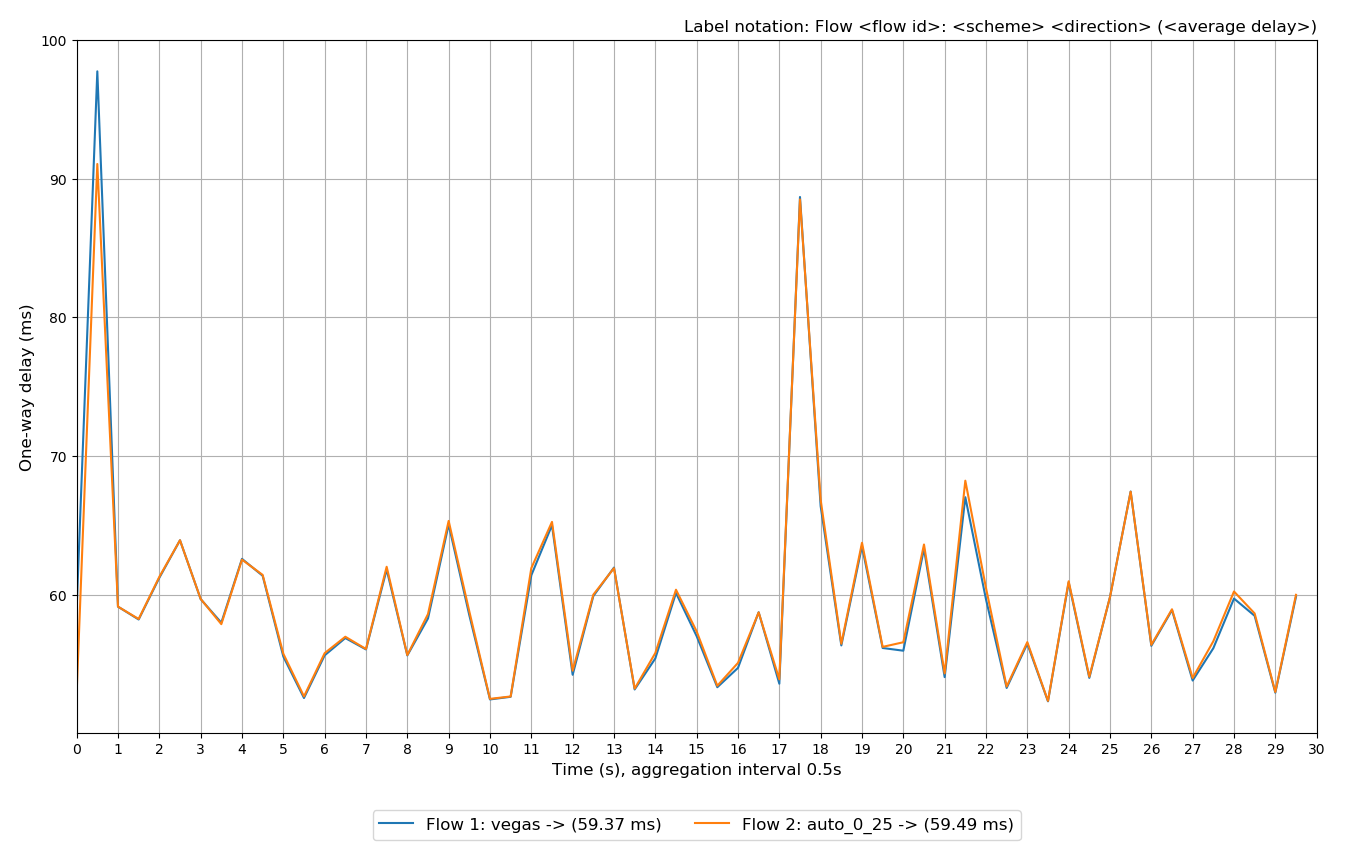 Label notation: Flow <flow id>: <scheme> <direction> (<average delay>)
100
90
80
70
60
One-way delay (ms)
0 1 2 3 4 5 6 7 8 9 10 11 12 13 14 15 16 17 18 19 20 21 22 23 24 25 26 27 28 29 30
Time (s), aggregation interval 0.5s
Flow 1: vegas -> (59.37 ms) Flow 2: auto_0_25 -> (59.49 ms)